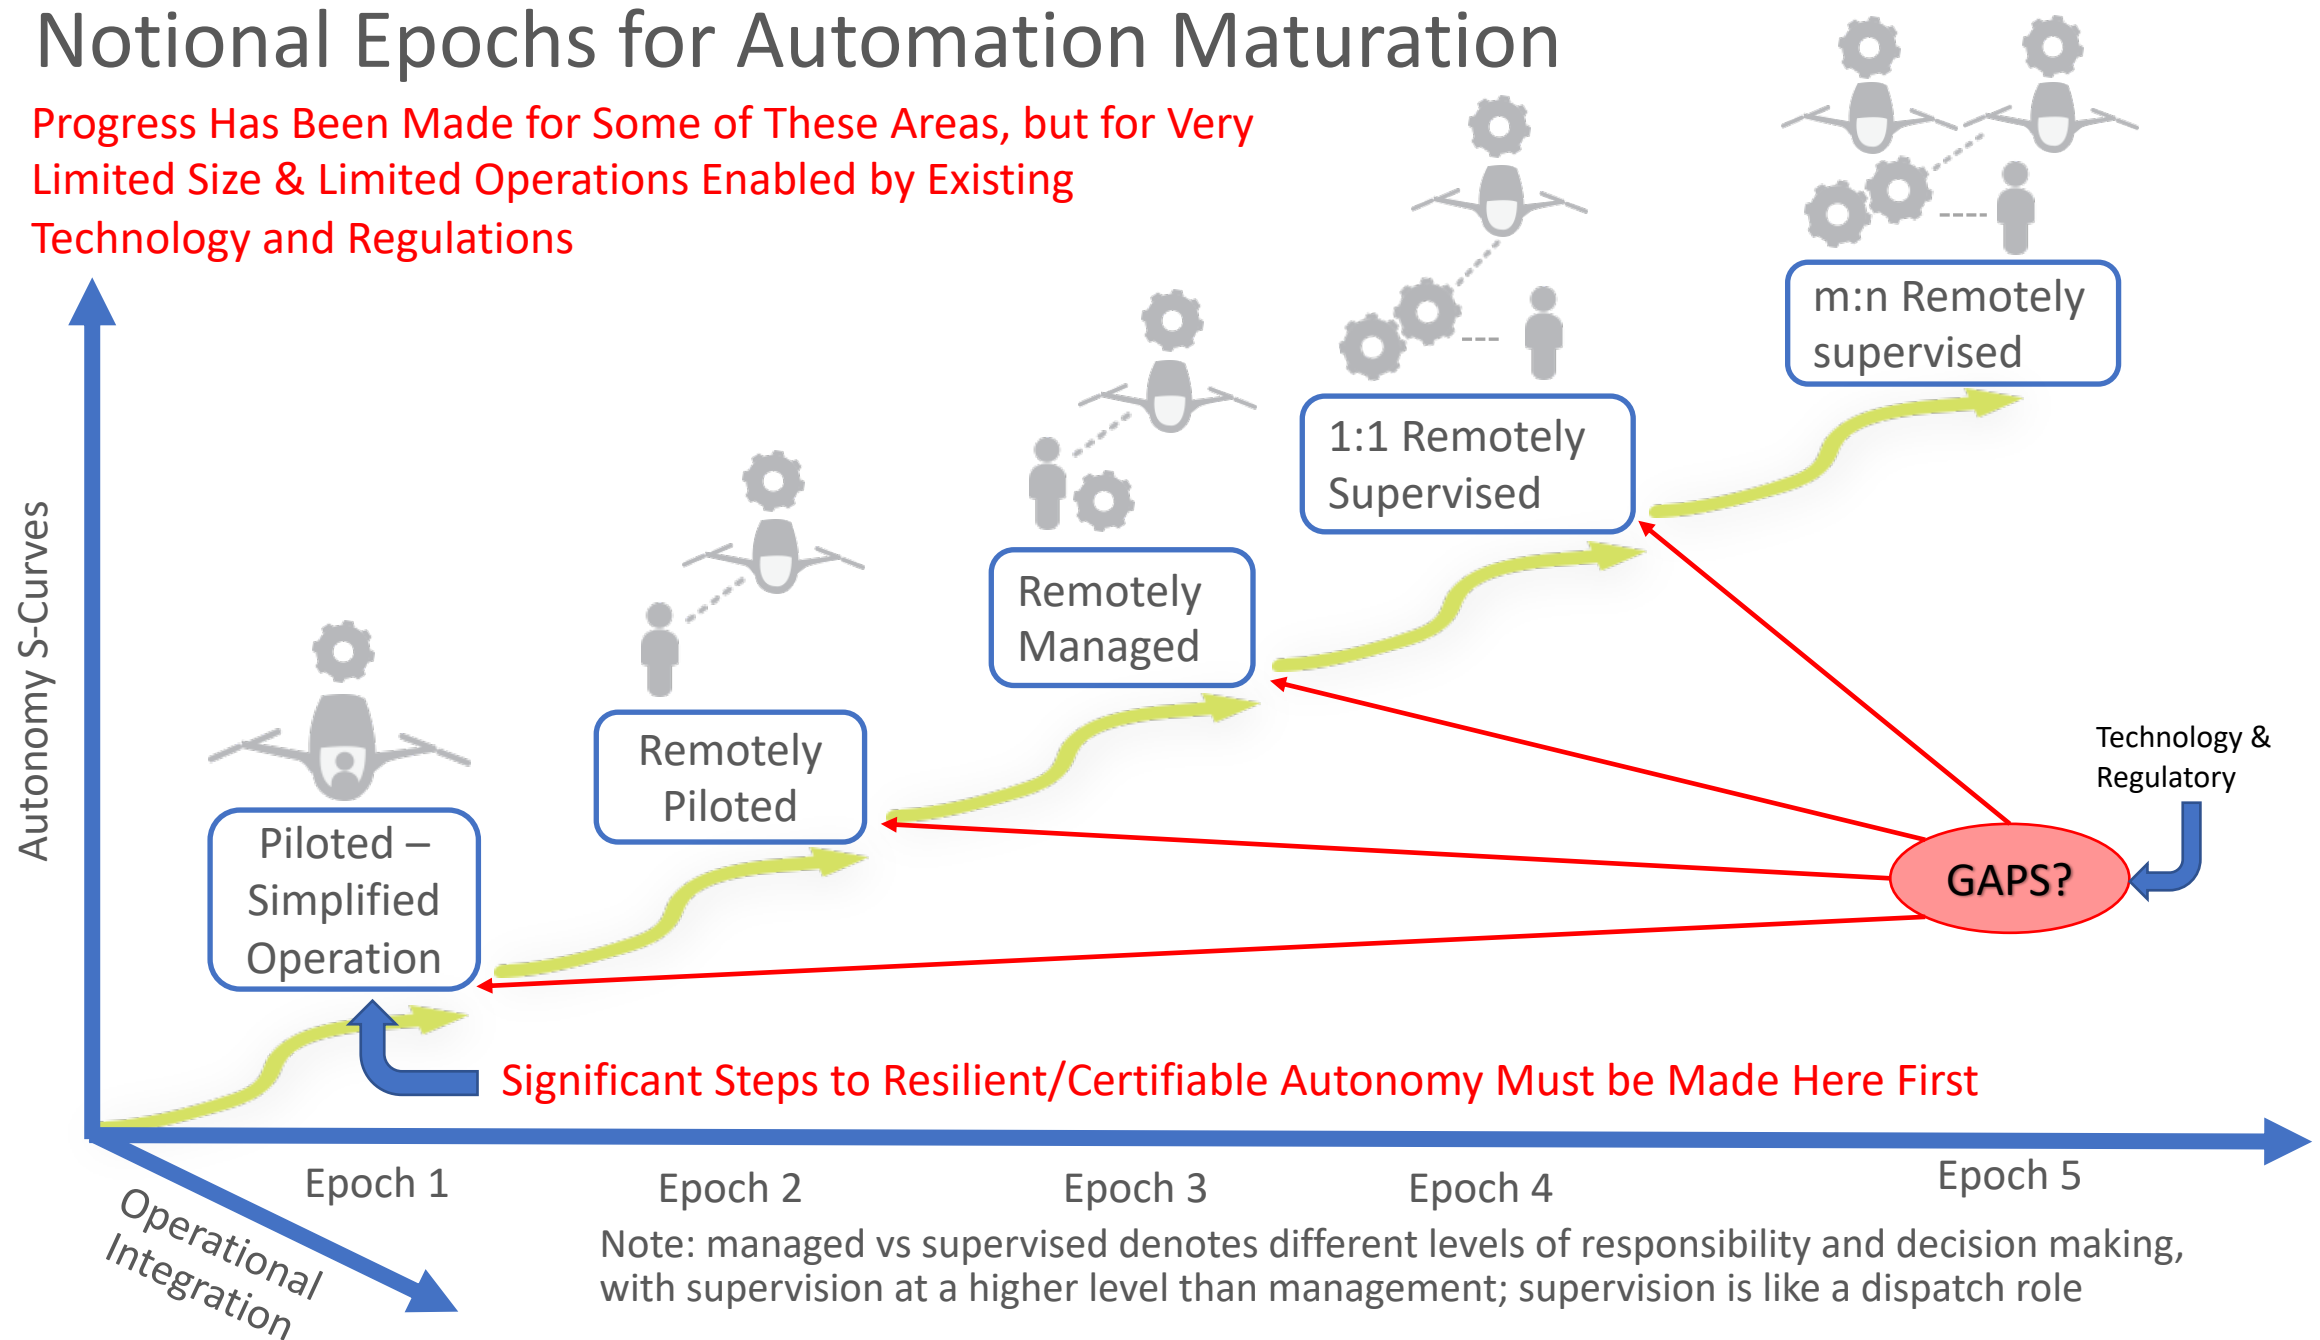 Notional Epochs for Automation Maturation
Progress Has Been Made for Some of These Areas, but for Very
Limited Size & Limited Operations Enabled by Existing
Technology and Regulations
m:n Remotely
supervised
1:1 Remotely
Supervised
Remotely
Managed
Remotely
Piloted
Piloted –
Simplified
Operation
Autonomy S-Curves
Technology &
Regulatory
GAPS?
Significant Steps to Resilient/Certifiable Autonomy Must be Made Here First
Epoch 1
Epoch 2
Epoch 3
Epoch 4
Epoch 5
Operational
Integration
Note: managed vs supervised denotes different levels of responsibility and decision making,
with supervision at a higher level than management; supervision is like a dispatch role